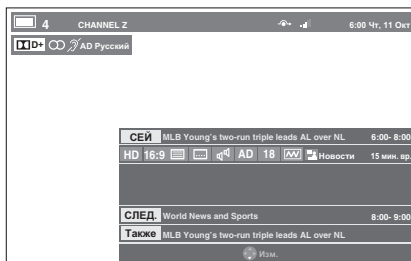 4 CHANNEL Z 6:00 Чт, 11 Окт
D+ AD Русский
СЕЙ MLB Young's two-run triple leads AL over NL 6:00- 8:00
HD 16:9 AD 18 Новости 15 мин. вр.
СЛЕД. World News and Sports 8:00- 9:00
Также MLB Young's two-run triple leads AL over NL
Изм.